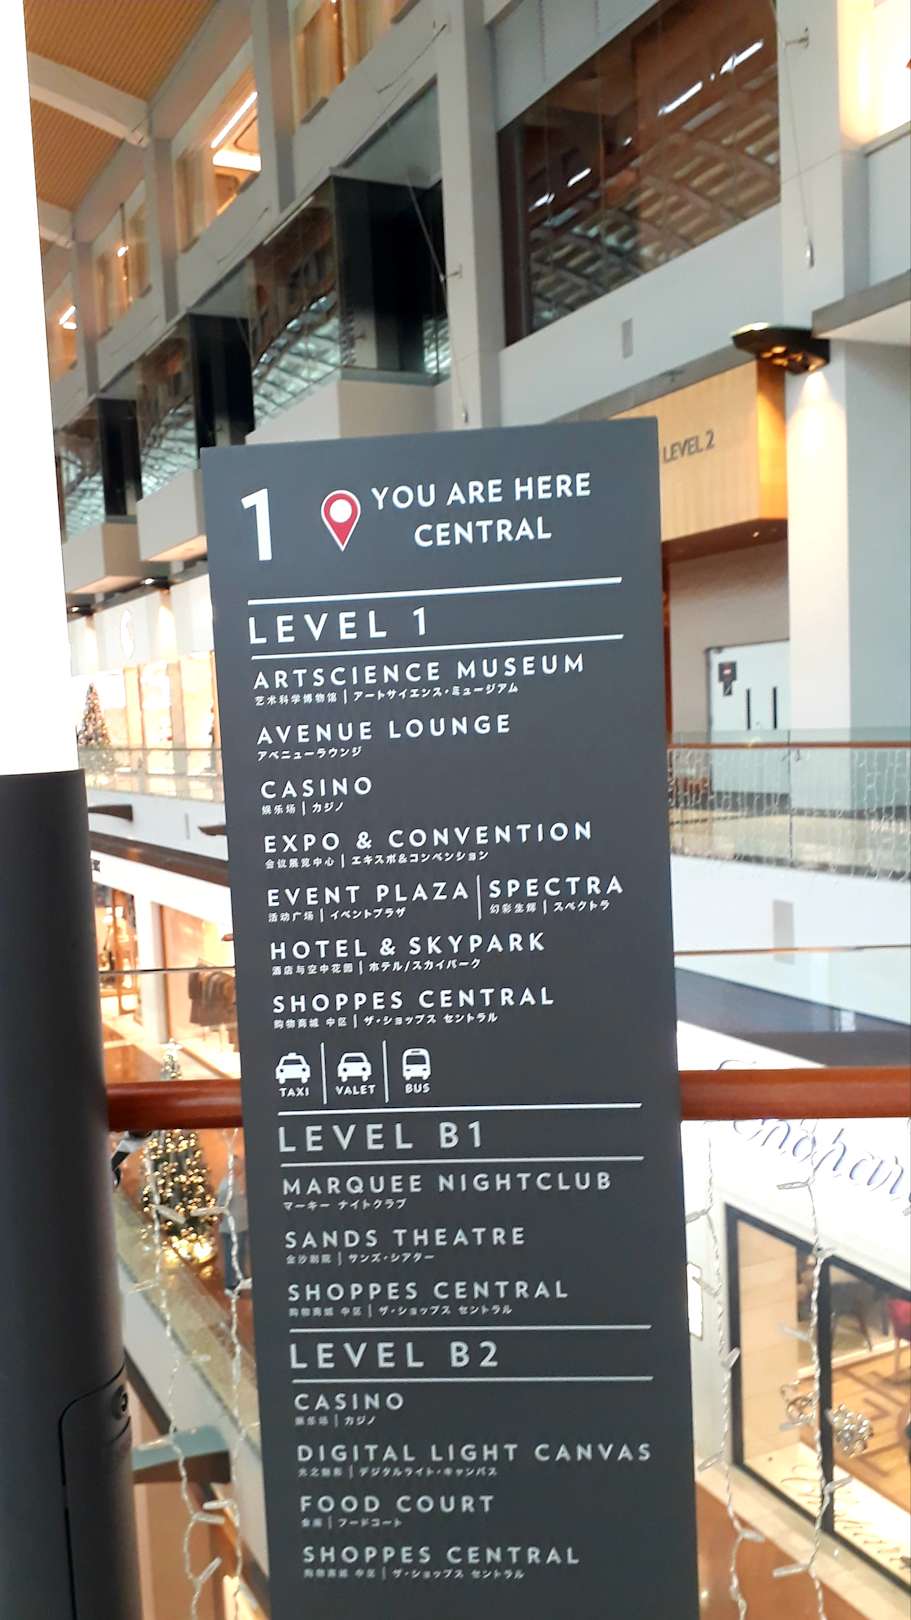 1
YOU ARE HERE
CENTRAL
LEVEL 2
LEVEL 1
ARTSCIENCE MUSEUM
艺术科学博物馆 | アートサイエンス・ミュージアム
AVENUE LOUNGE
アベニューラウンジ
CASINO
娱乐场 | カジノ
EXPO & CONVENTION
会议展览中心 | エキスポ&コンベンション
EVENT PLAZA | SPECTRA
活动广场 | イベントプラザ 幻彩生辉 | スペクトラ
HOTEL & SKYPARK
酒店与空中花园 | ホテル/スカイパーク
SHOPPES CENTRAL
购物商城 中区 | ザ・ショップス セントラル
TAXI VALET BUS
LEVEL B1
MARQUEE NIGHTCLUB
マーキー ナイトクラブ
SANDS THEATRE
金沙剧院 | サンズ・シアター
SHOPPES CENTRAL
购物商城 中区 | ザ・ショップス セントラル
LEVEL B2
CASINO
娱乐场 | カジノ
DIGITAL LIGHT CANVAS
デジタルライト・キャンバス
FOOD COURT
フードコート
SHOPPES CENTRAL
购物商城 中区 | ザ・ショップス セントラル